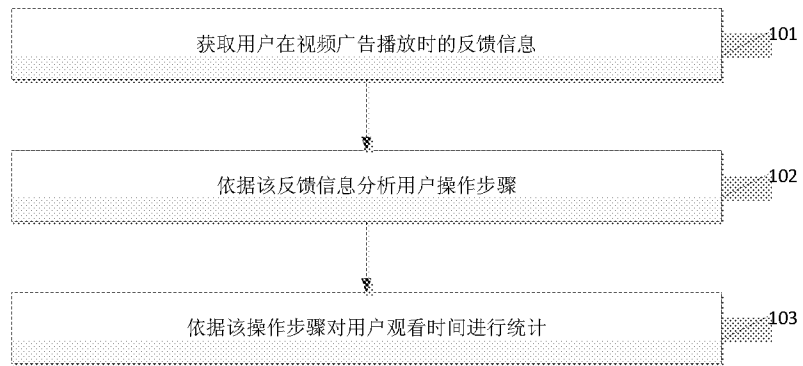 获取用户在视频广告播放时的反馈信息
101
依据该反馈信息分析用户操作步骤
102
依据该操作步骤对用户观看时间进行统计
103